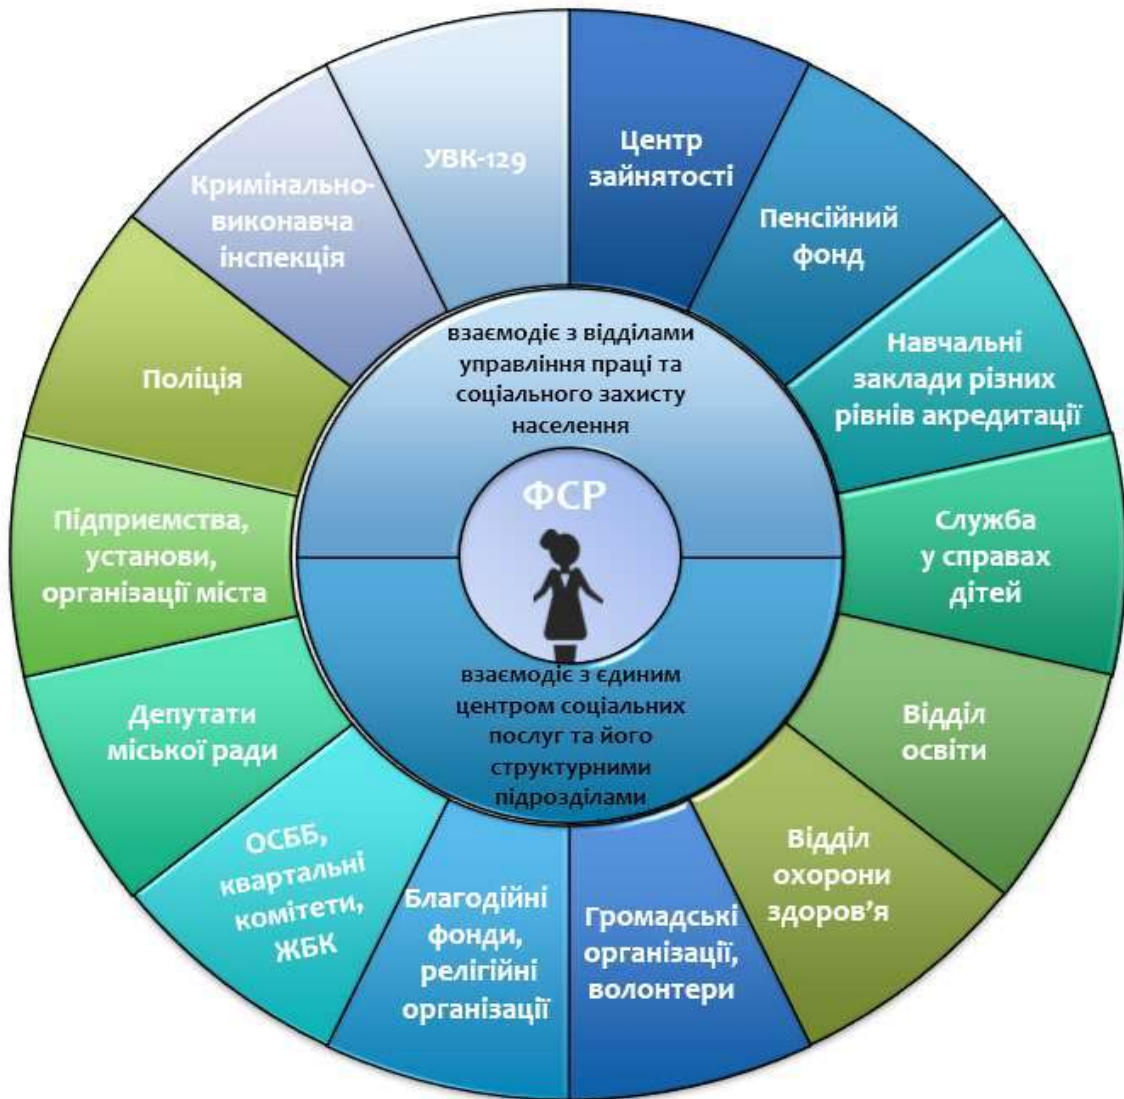 УВК-129
Центр
зайнятості
Пенсійний
фонд
Навчальні
заклади різних
рівнів акредитації
Служба
у справах
дітей
Відділ
освіти
Відділ
охорони
здоров’я
Громадські
організації,
волонтери
Благодійні
фонди,
релігійні
організації
ОСББ,
квартальні
комітети,
ЖБК
Депутати
міської ради
Підприємства,
установи,
організації міста
Поліція
Кримінально-
виконавча
інспекція
взаємодіє з відділами
управління праці та
соціального захисту
населення
ФСР
взаємодіє з єдиним
центром соціальних
послуг та його
структурними
підрозділами